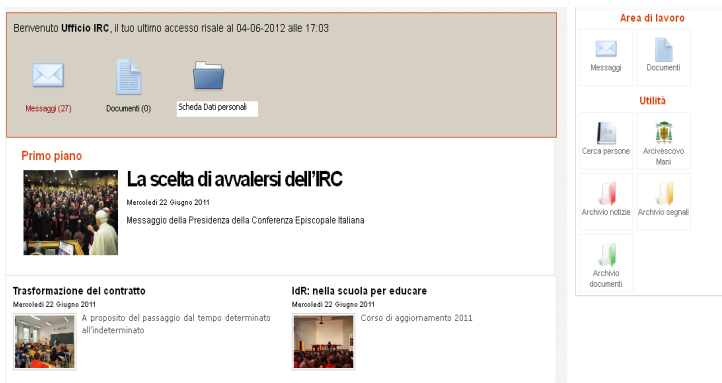 Benvenuto Ufficio IRC, il tuo ultimo accesso risale al 04-06-2012 alle 17:03
Messaggi (27)
Documenti (0)
Scheda Dati personali
Primo piano
La scelta di avvalersi dell'IRC
Mercoledì 22 Giugno 2011
Messaggio della Presidenza della Conferenza Episcopale Italiana
Trasformazione del contratto
Mercoledì 22 Giugno 2011
A proposito del passaggio dal tempo determinato
all'indeterminato
IdR: nella scuola per educare
Mercoledì 22 Giugno 2011
Corso di aggiornamento 2011
Area di lavoro
Messaggi
Documenti
Utilità
Cerca persone
Arcivescovo
Mani
Archivio notizie
Archivio segnali
Archivio
documenti